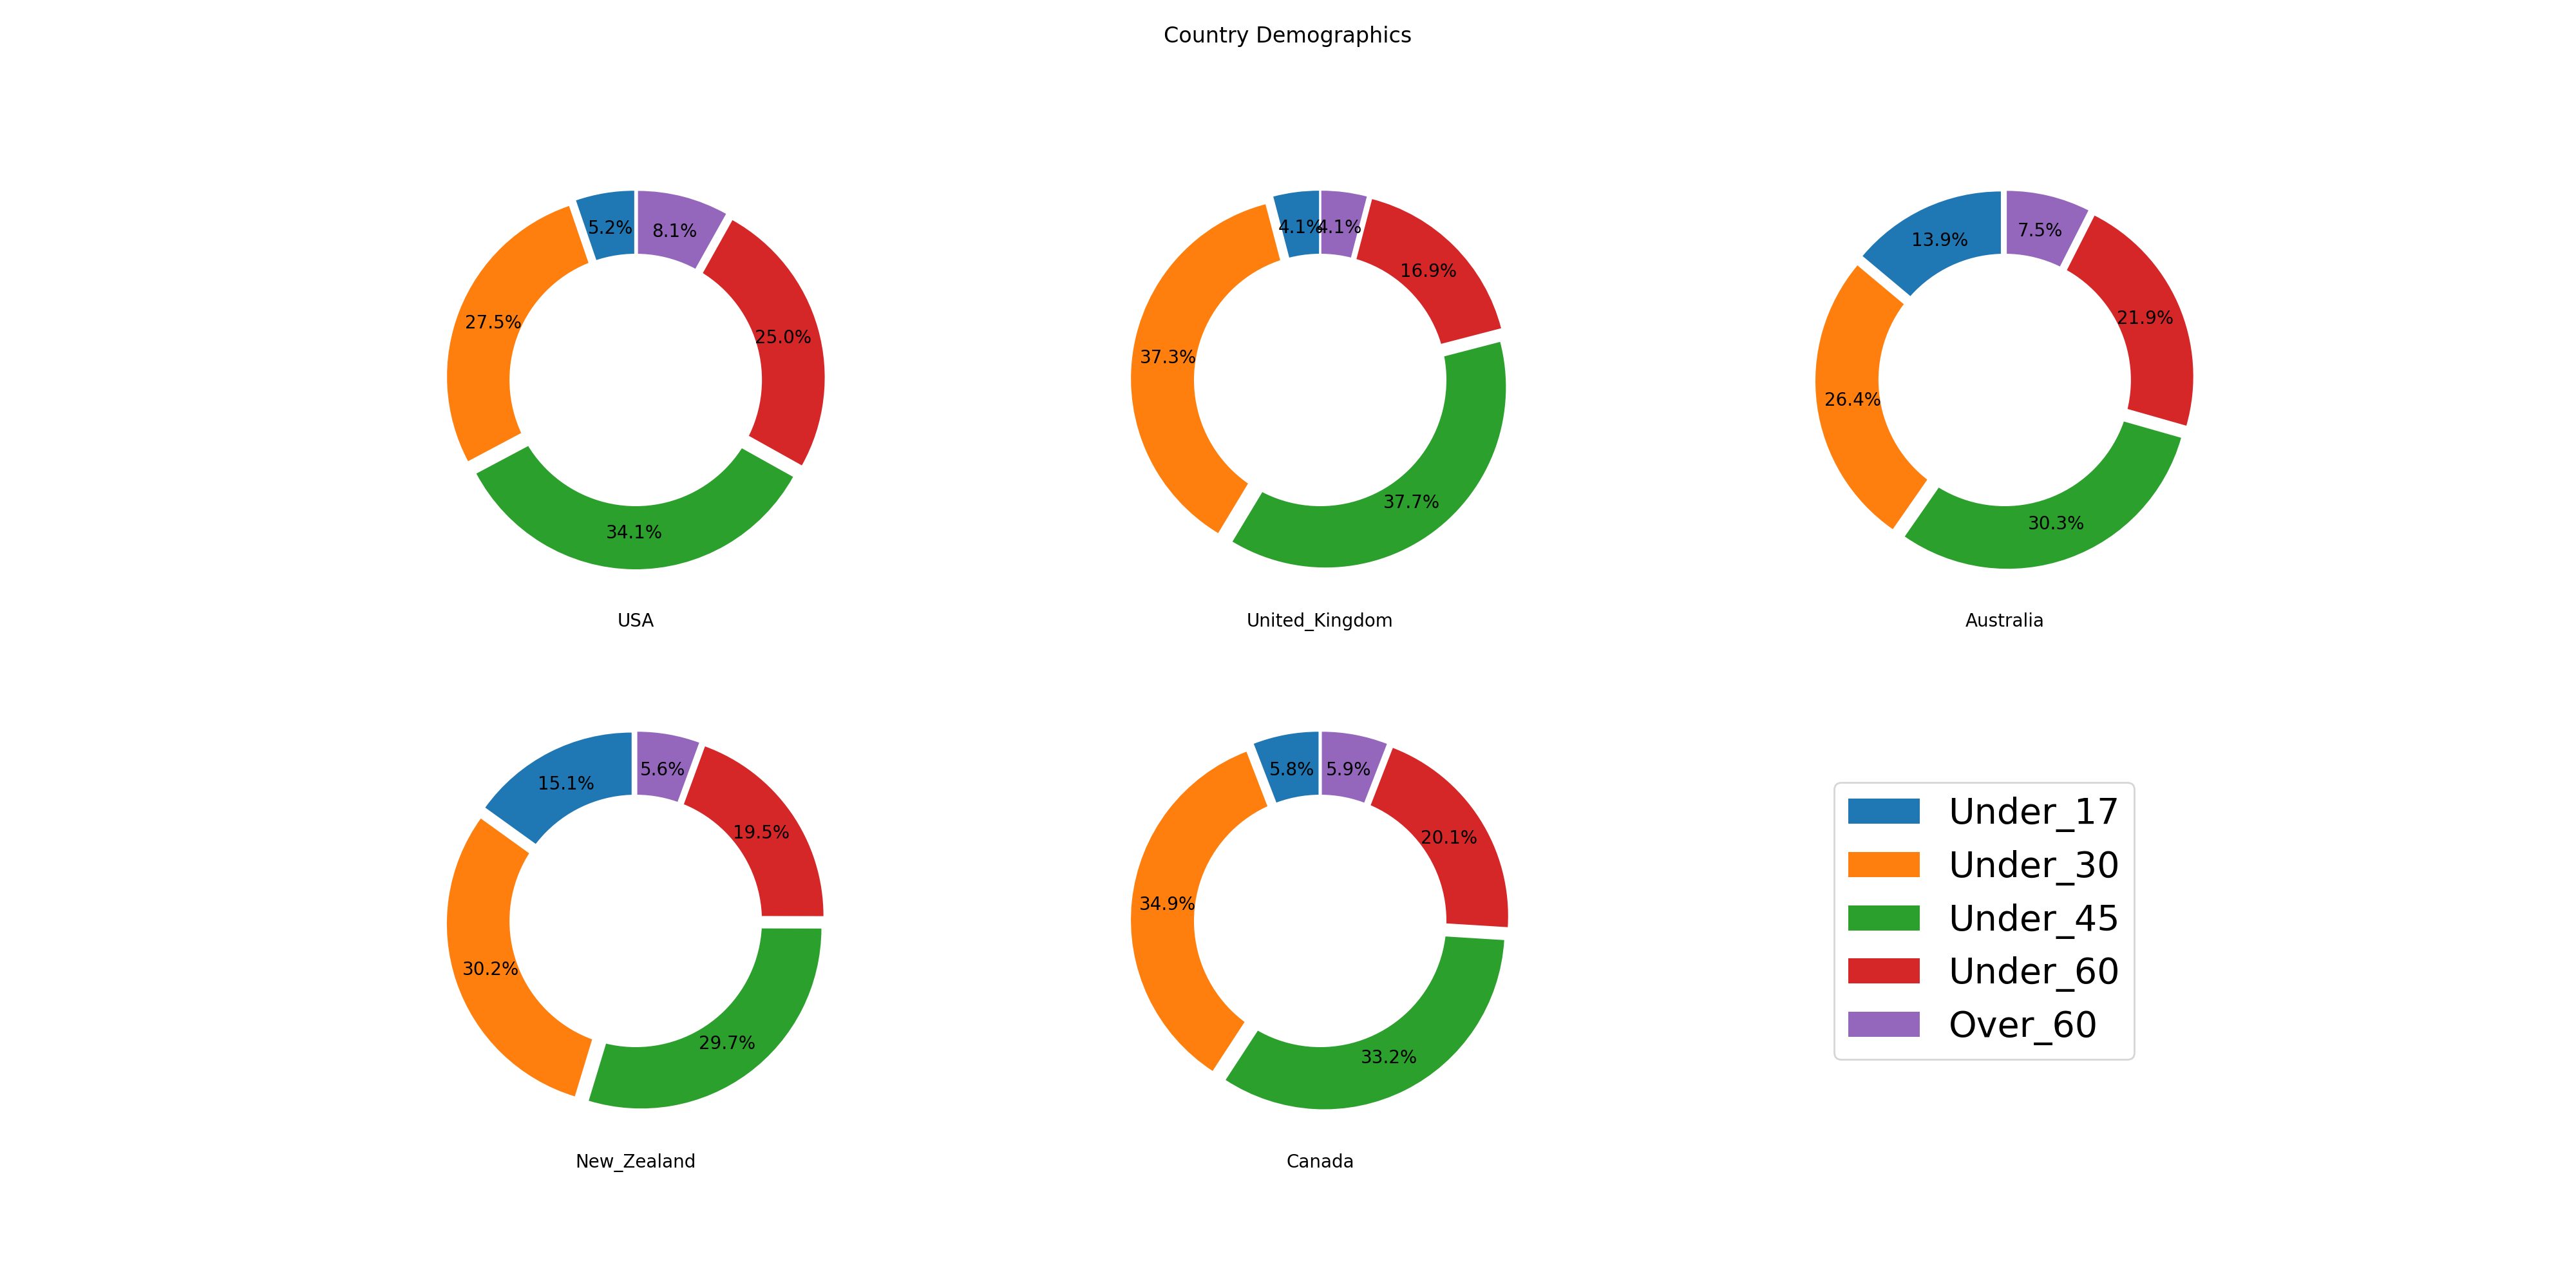 Country Demographics
5.2%
8.1%
27.5%
25.0%
34.1%
USA
4.1%
4.1%
16.9%
37.3%
37.7%
United_Kingdom
13.9%
7.5%
21.9%
26.4%
30.3%
Australia
15.1%
5.6%
19.5%
30.2%
29.7%
New_Zealand
5.8%
5.9%
20.1%
34.9%
33.2%
Canada
Under_17
Under_30
Under_45
Under_60
Over_60